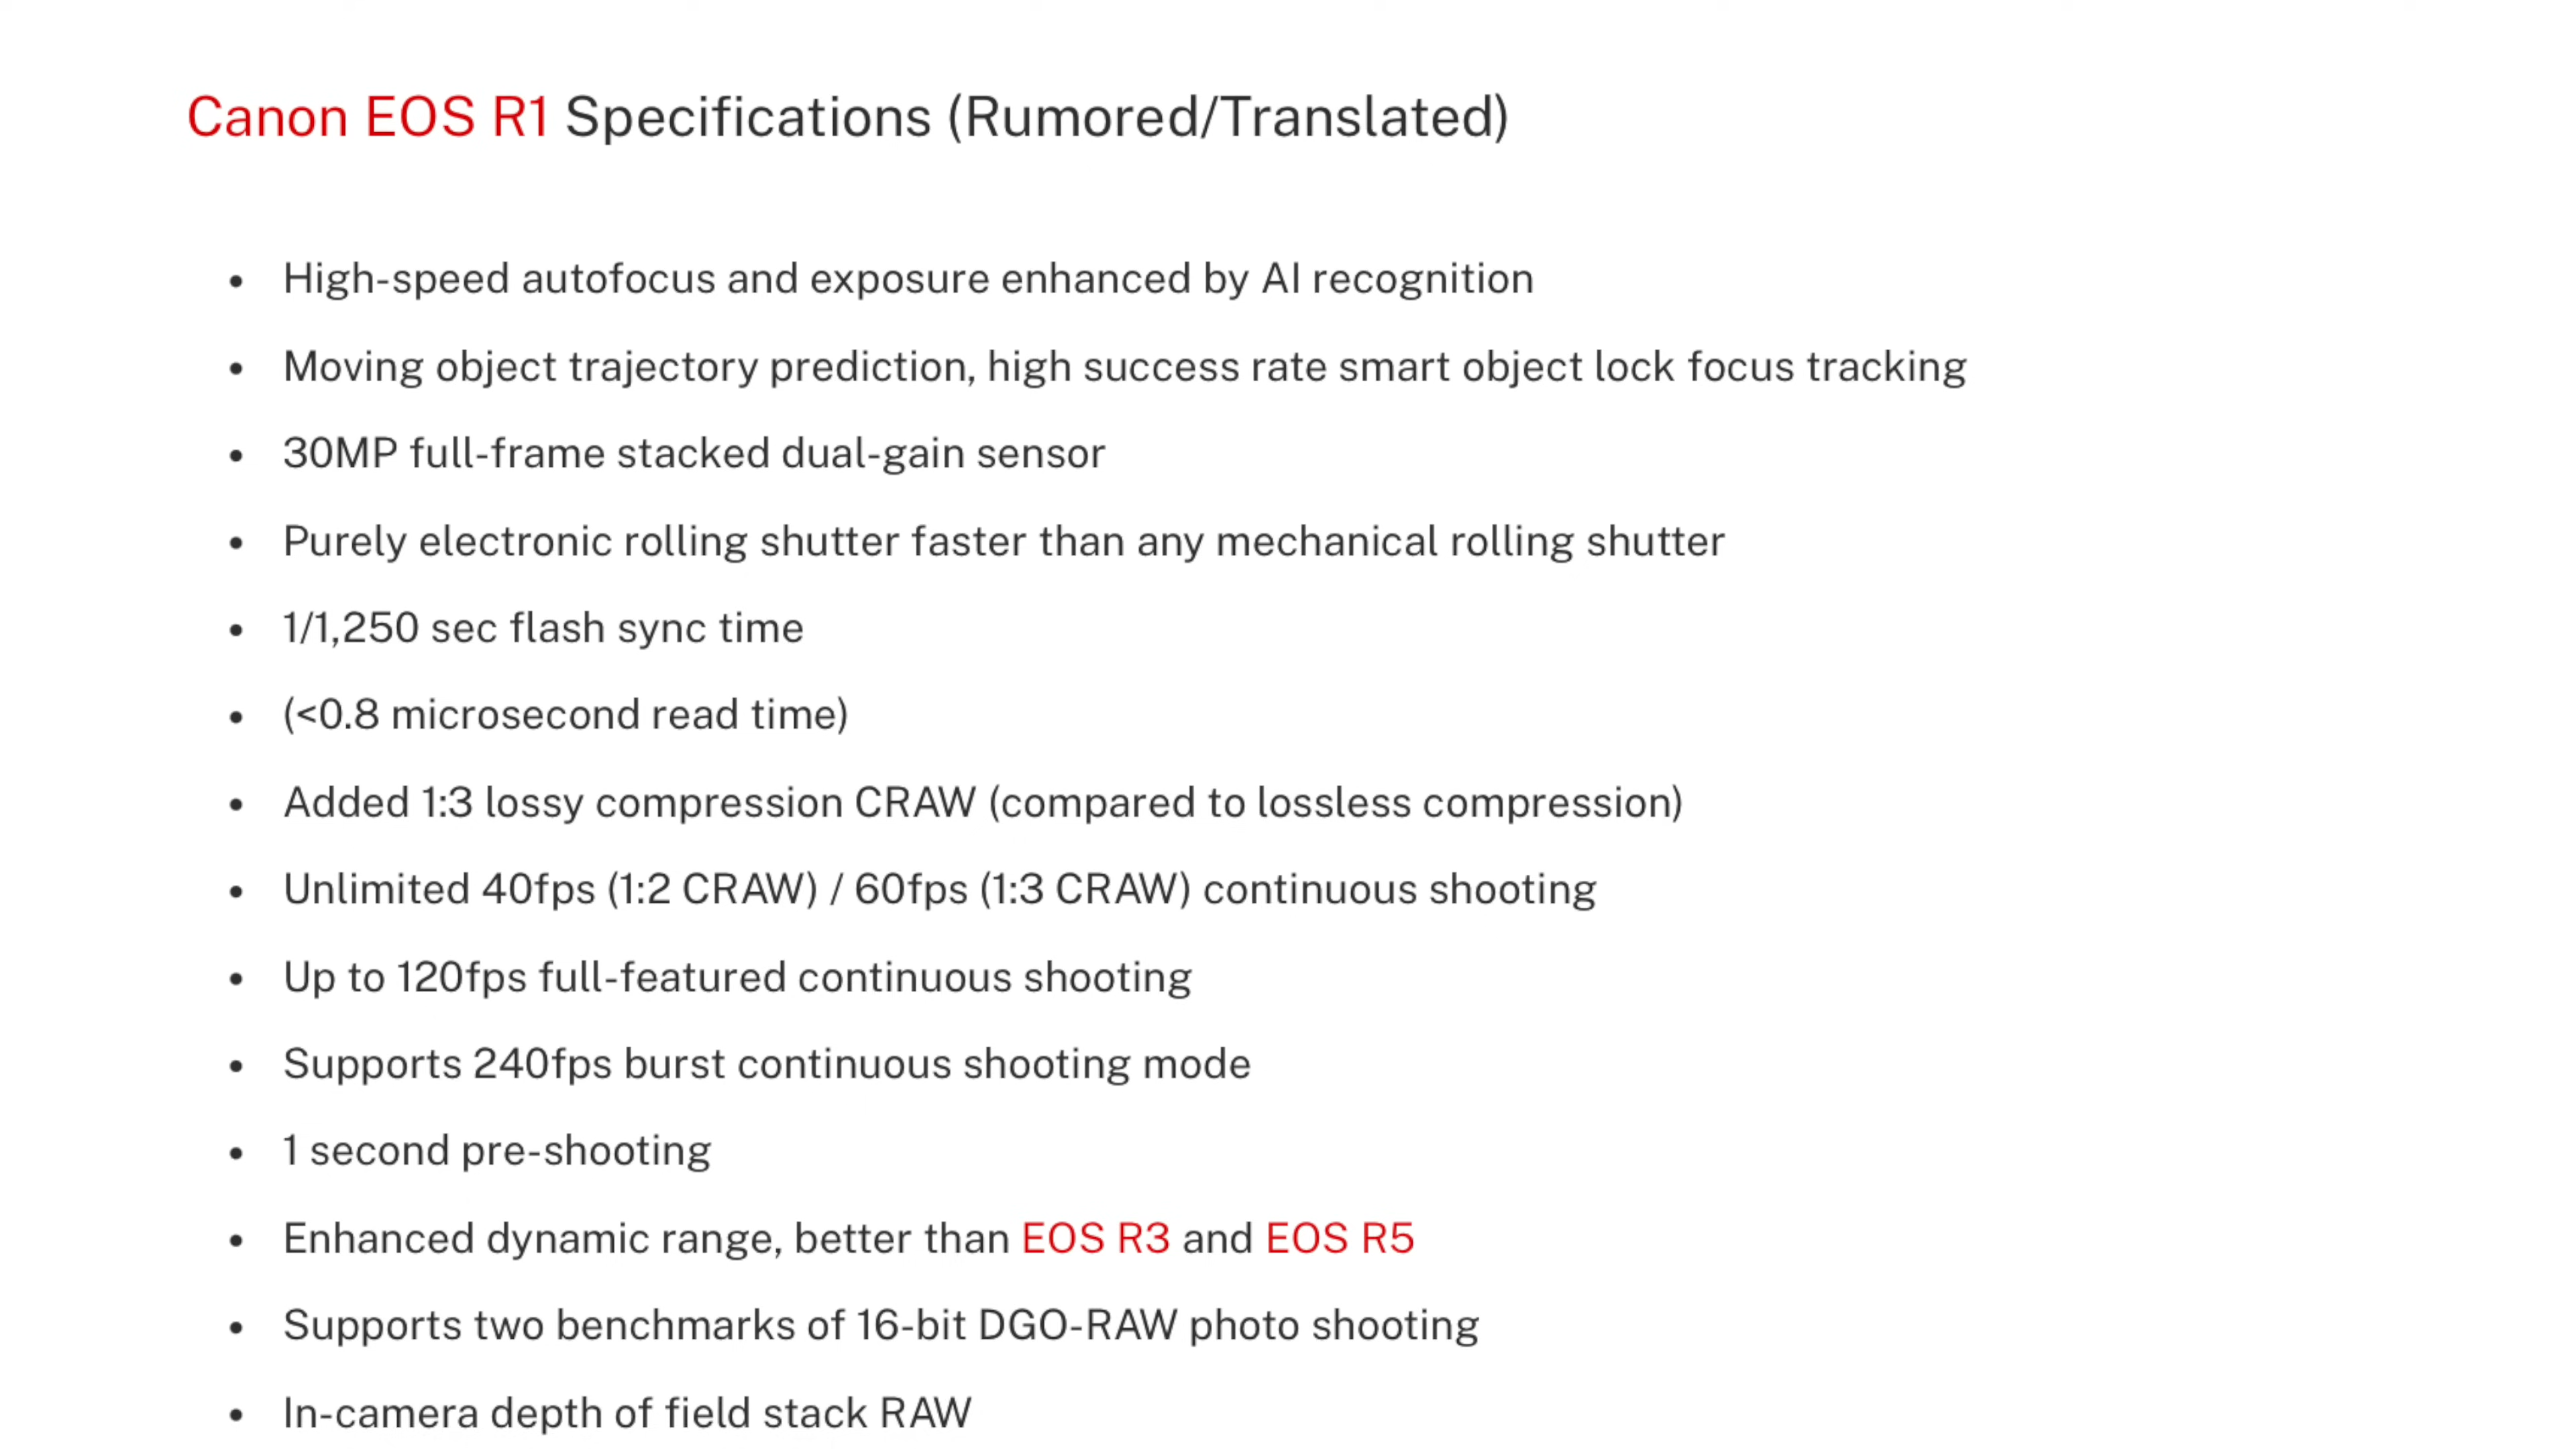 Canon EOS R1 Specifications (Rumored/Translated)
• High-speed autofocus and exposure enhanced by AI recognition
• Moving object trajectory prediction, high success rate smart object lock focus tracking
• 30MP full-frame stacked dual-gain sensor
• Purely electronic rolling shutter faster than any mechanical rolling shutter
• 1/1,250 sec flash sync time
• (<0.8 microsecond read time)
• Added 1:3 lossy compression CRAW (compared to lossless compression)
• Unlimited 40fps (1:2 CRAW) / 60fps (1:3 CRAW) continuous shooting
• Up to 120fps full-featured continuous shooting
• Supports 240fps burst continuous shooting mode
• 1 second pre-shooting
• Enhanced dynamic range, better than EOS R3 and EOS R5
• Supports two benchmarks of 16-bit DGO-RAW photo shooting
• In-camera depth of field stack RAW